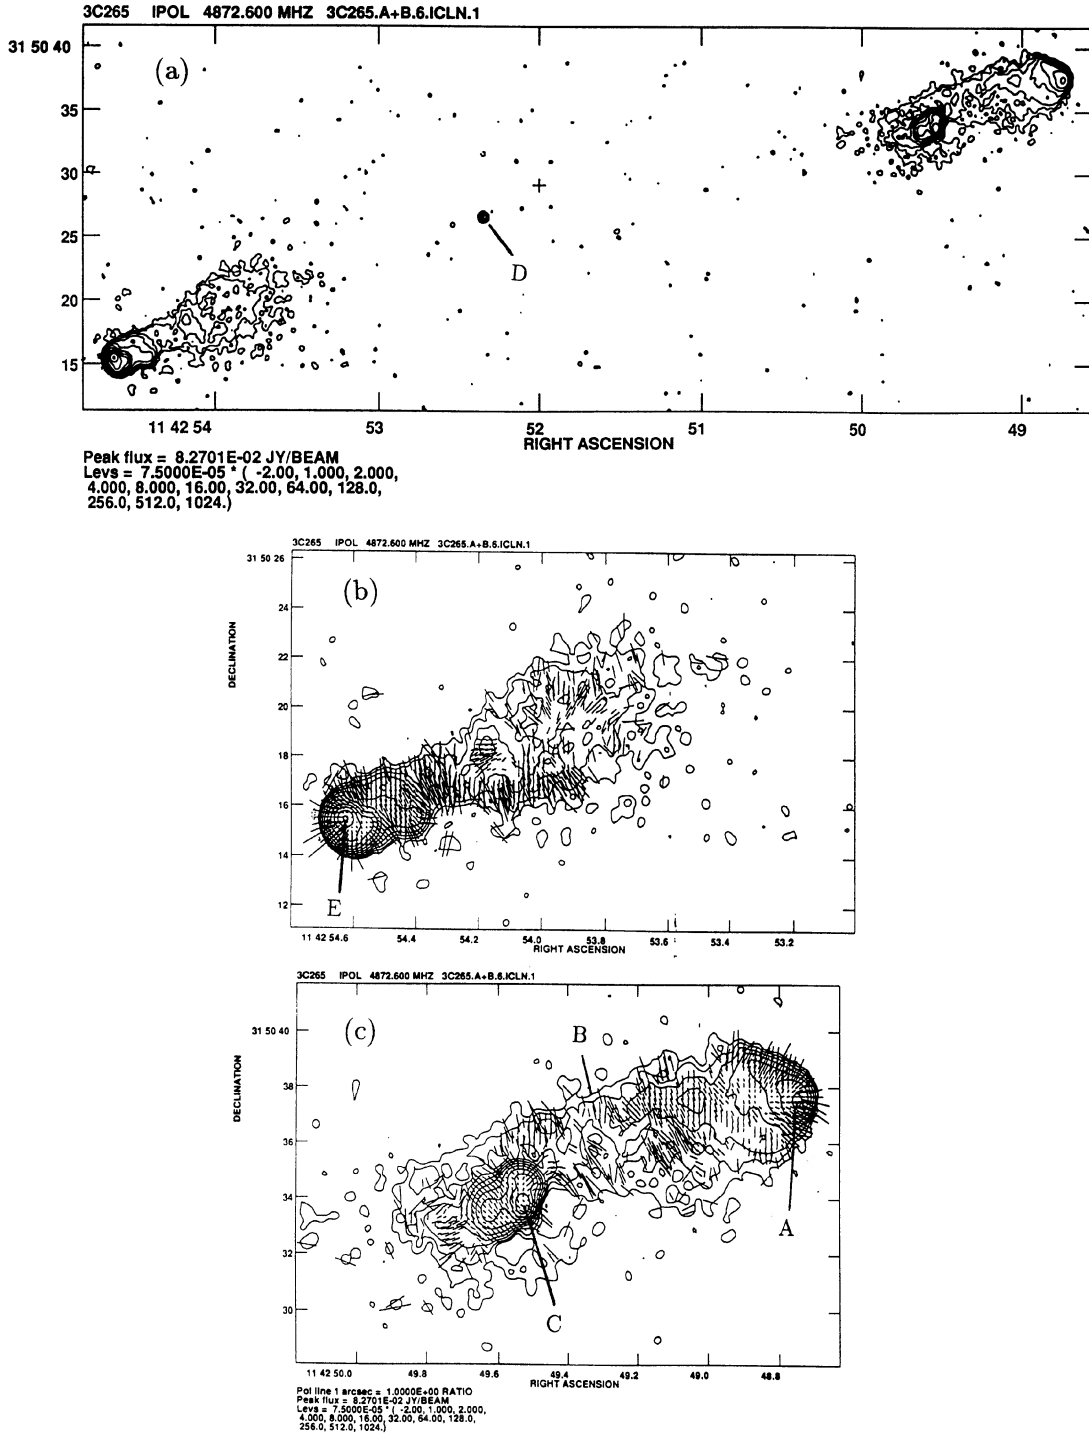 3C265 IPOL 4872.600 MHZ 3C265.A+B.6.ICLN.1
31 50 40
(a)
35
30
25
D
20
15
11 42 54 53 52 51 50 49
RIGHT ASCENSION
Peak flux = 8.2701E-02 JY/BEAM
Levs = 7.5000E-05 * ( -2.00, 1.000, 2.000,
4.000, 8.000, 16.00, 32.00, 64.00, 128.0,
256.0, 512.0, 1024.)
3C265 IPOL 4872.600 MHZ 3C265.A+B.6.ICLN.1
31 50 26
(b)
24
DECLINATION
22
20
18
16
14
E
12
11 42 54.6 54.4 54.2 54.0 53.8 53.6 53.4 53.2
RIGHT ASCENSION
3C265 IPOL 4872.600 MHZ 3C265.A+B.6.ICLN.1
31 50 40
(c)
B
DECLINATION
38
36
34
A
32
30
C
11 42 50.0 49.8 49.6 49.4 49.2 49.0 48.8
RIGHT ASCENSION
Pol line 1 arcsec = 1.0000E+00 RATIO
Peak flux = 8.2701E-02 JY/BEAM
Levs = 7.5000E-05 * ( -2.00, 1.000, 2.000,
4.000, 8.000, 16.00, 32.00, 64.00, 128.0,
256.0, 512.0, 1024.)